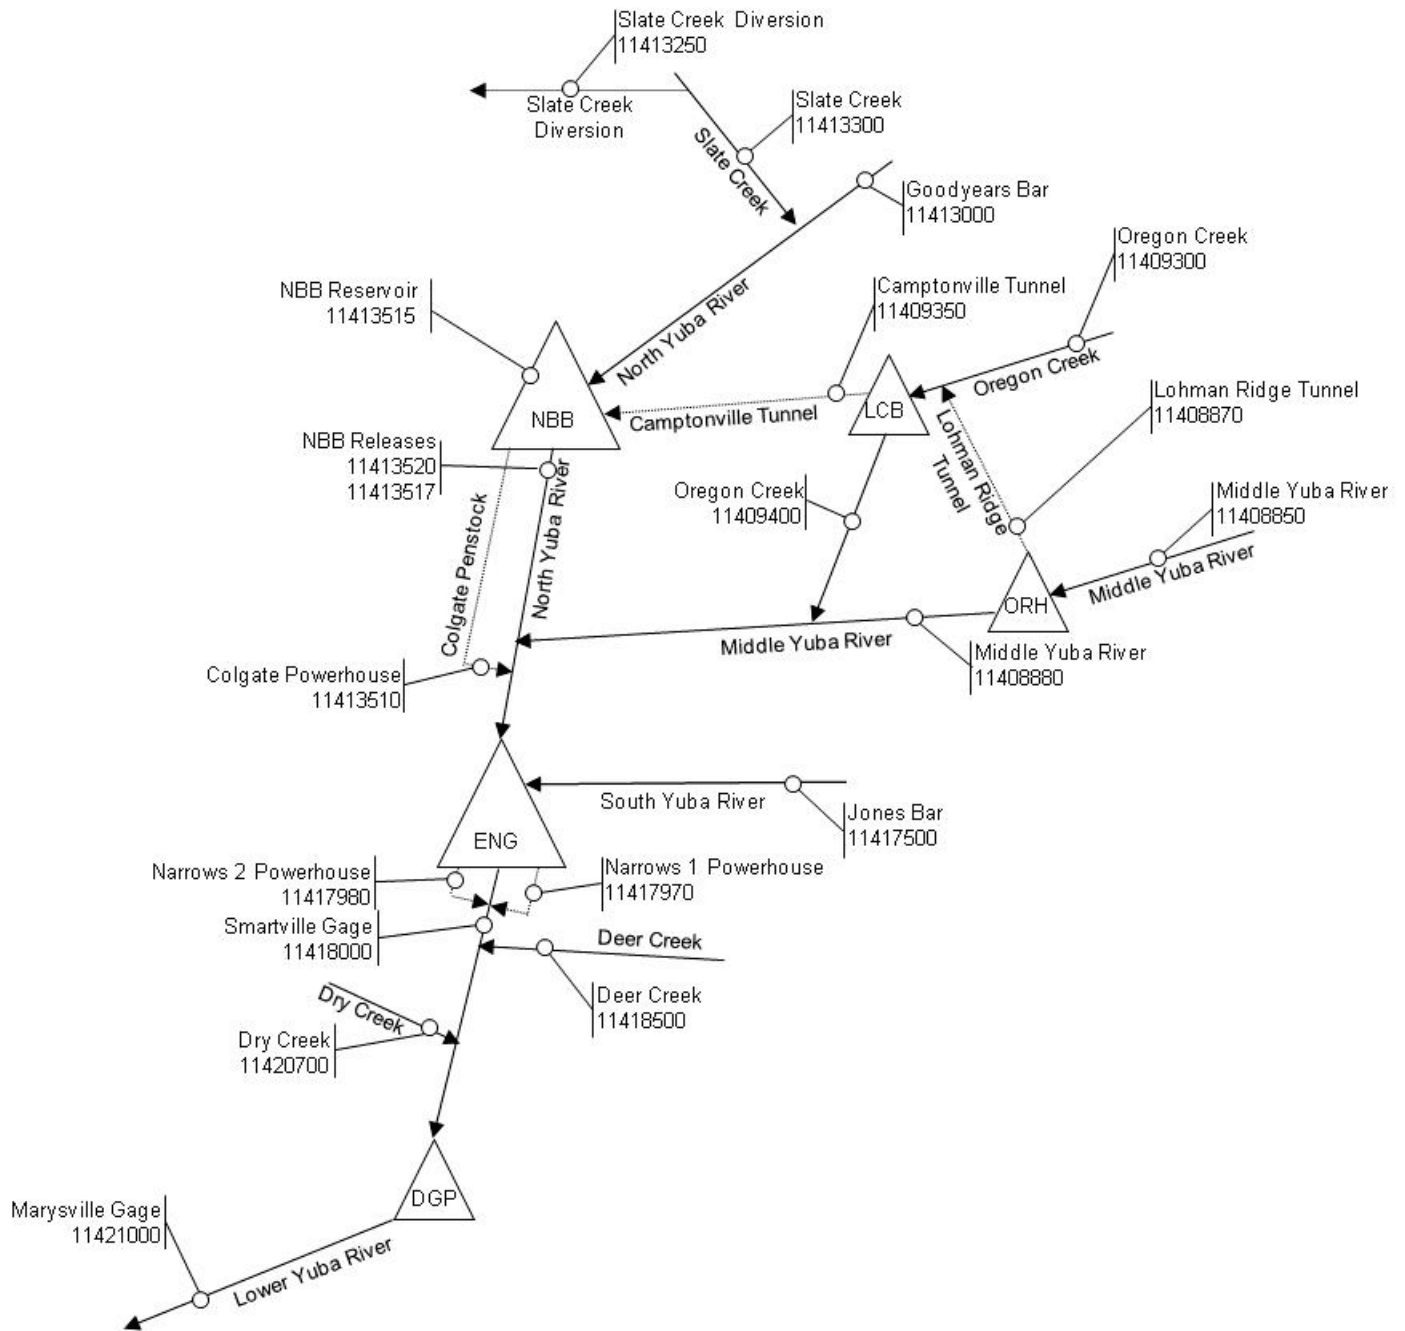 Slate Creek Diversion
11413250
Slate Creek
Diversion
Slate Creek
11413300
Slate Creek
Goodyears Bar
11413000
Oregon Creek
11409300
NBB Reservoir
11413515
North Yuba River
Camptonville Tunnel
11409350
Oregon Creek
Lohman Ridge Tunnel
11408870
NBB
Camptonville Tunnel
LCB
Lohman Ridge
Tunnel
NBB Releases
11413520
11413517
North Yuba River
Colgate Penstock
Oregon Creek
11409400
Middle Yuba River
11408850
Middle Yuba River
ORH
Middle Yuba River
Middle Yuba River
11408880
Colgate Powerhouse
11413510
South Yuba River
Jones Bar
11417500
ENG
Narrows 2 Powerhouse
11417980
Narrows 1 Powerhouse
11417970
Smartville Gage
11418000
Deer Creek
Deer Creek
11418500
Dry Creek
Dry Creek
11420700
DGP
Marysville Gage
11421000
Lower Yuba River